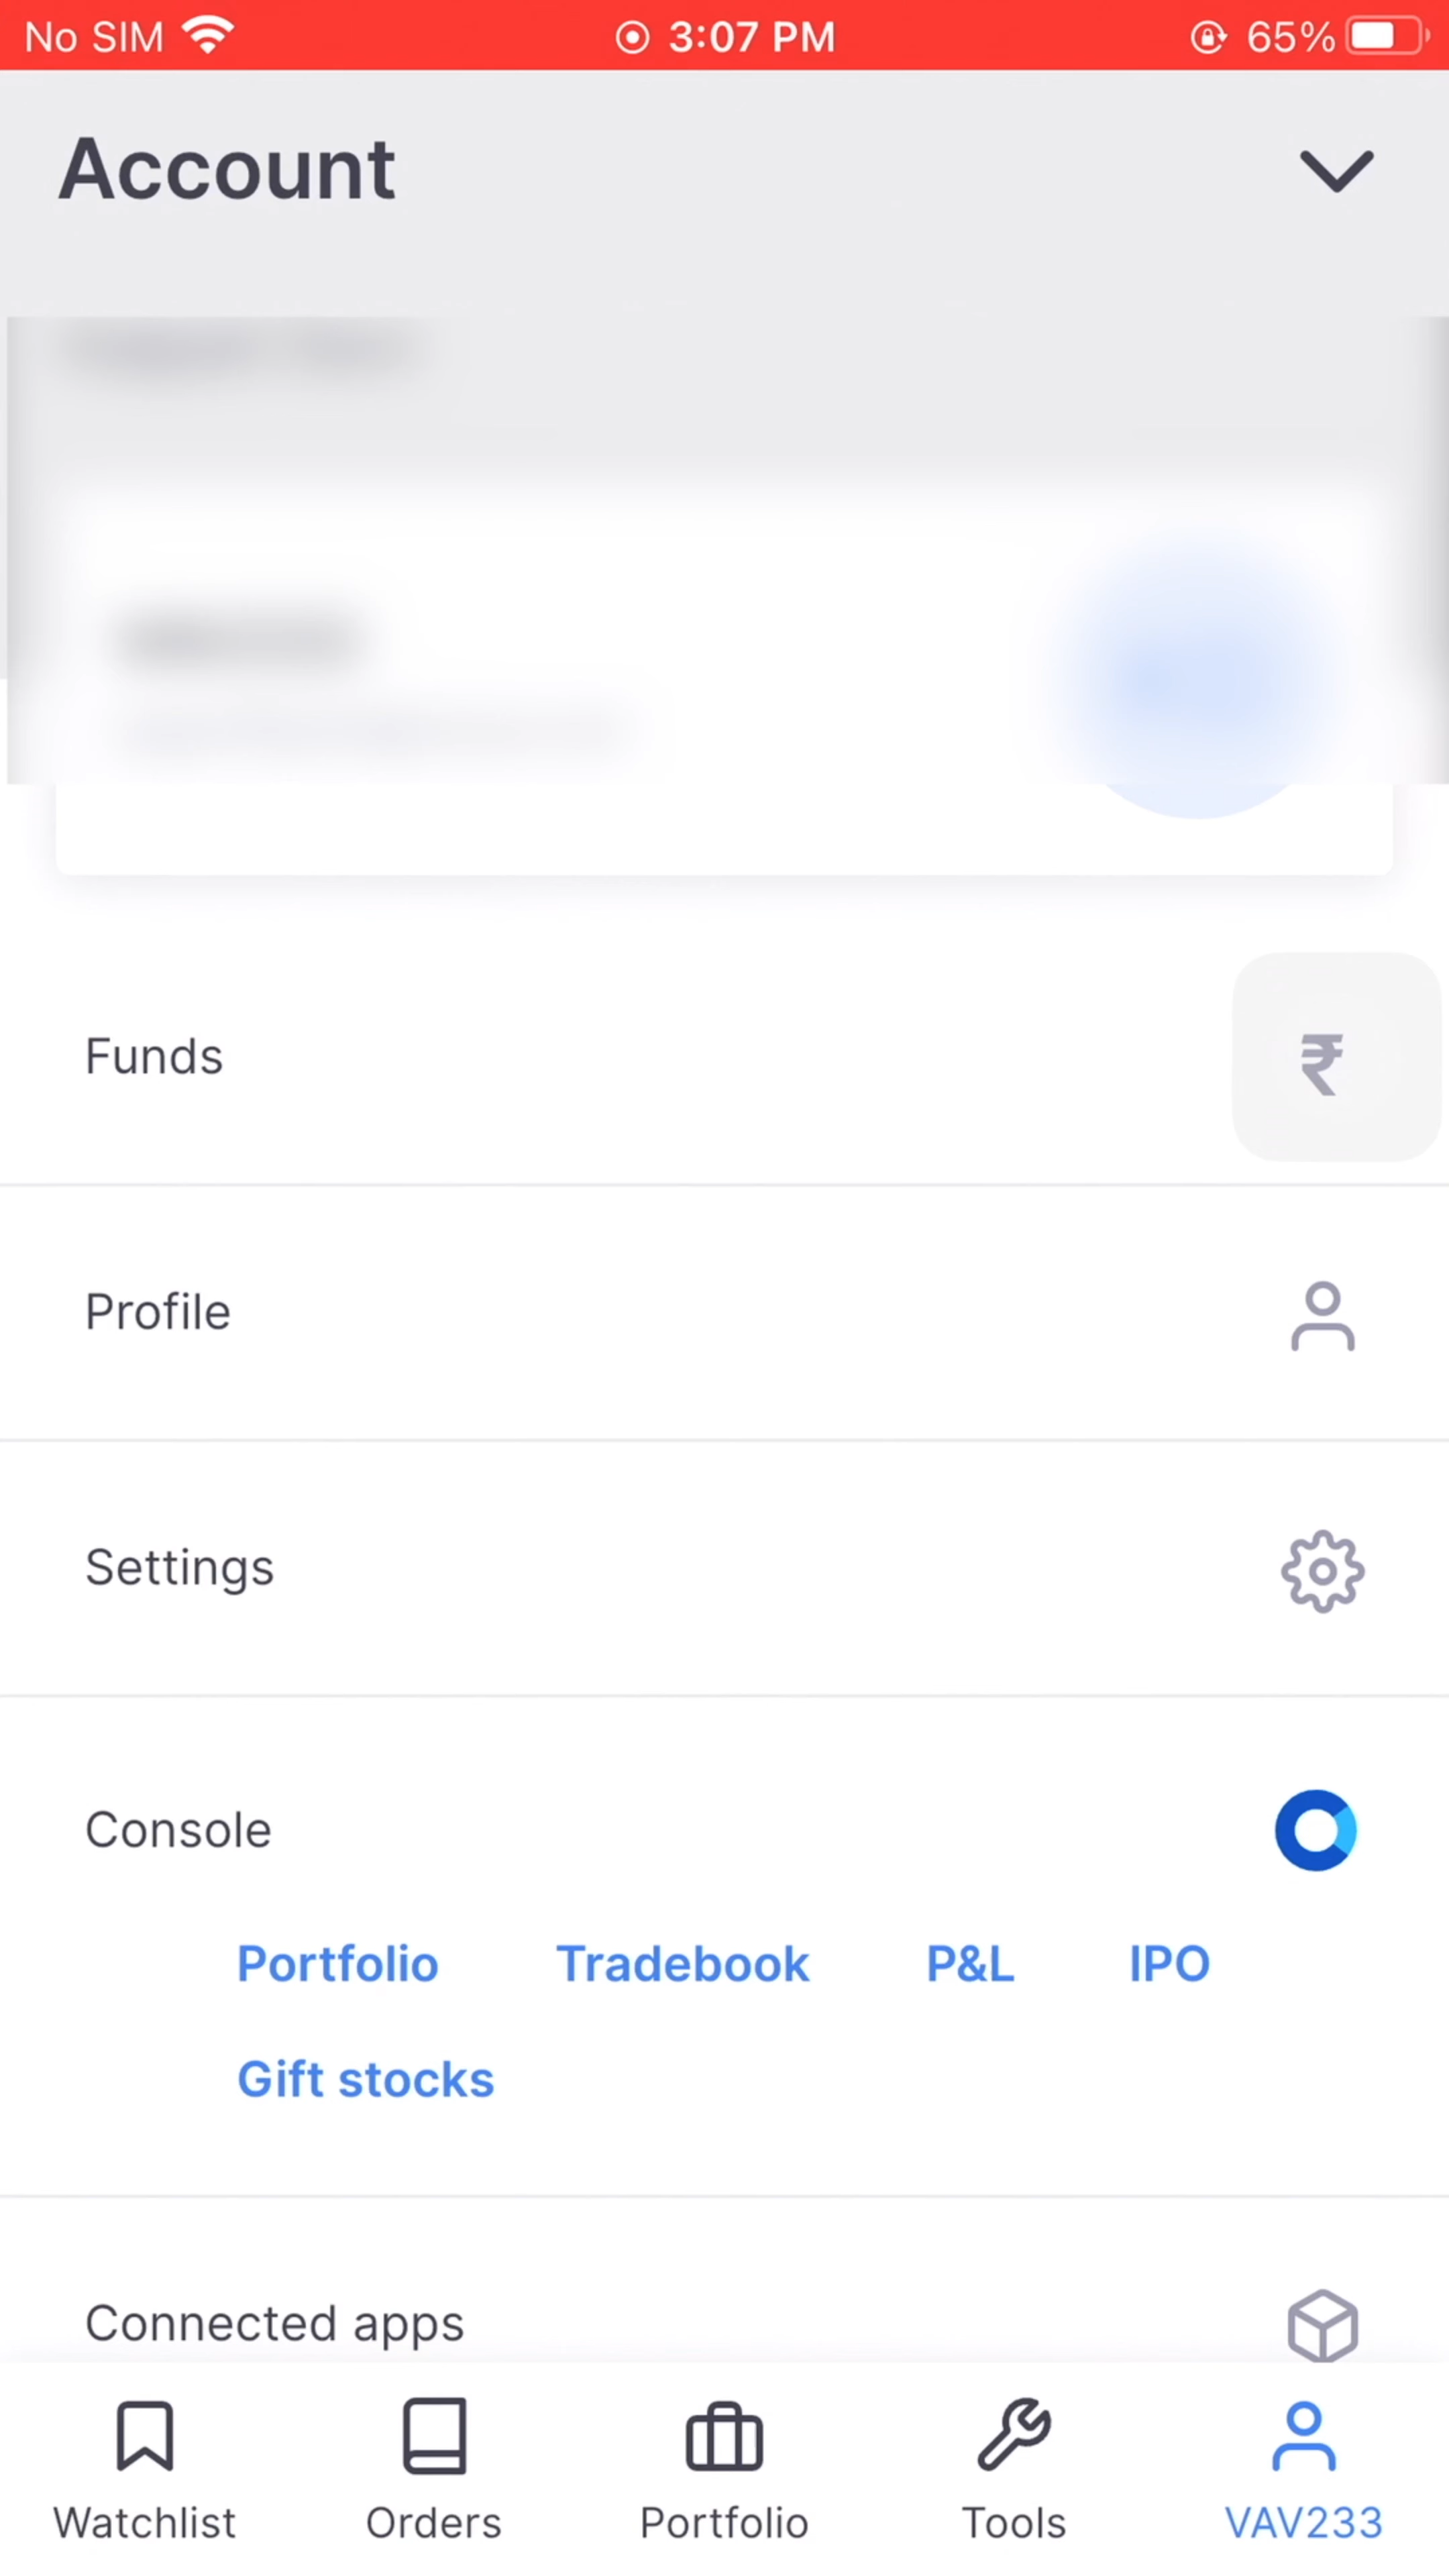 No SIM 3:07 PM 65%
Account
Funds
₹
Profile
Settings
Console
Portfolio Tradebook P&L IPO
Gift stocks
Connected apps
Watchlist Orders Portfolio Tools VAV233